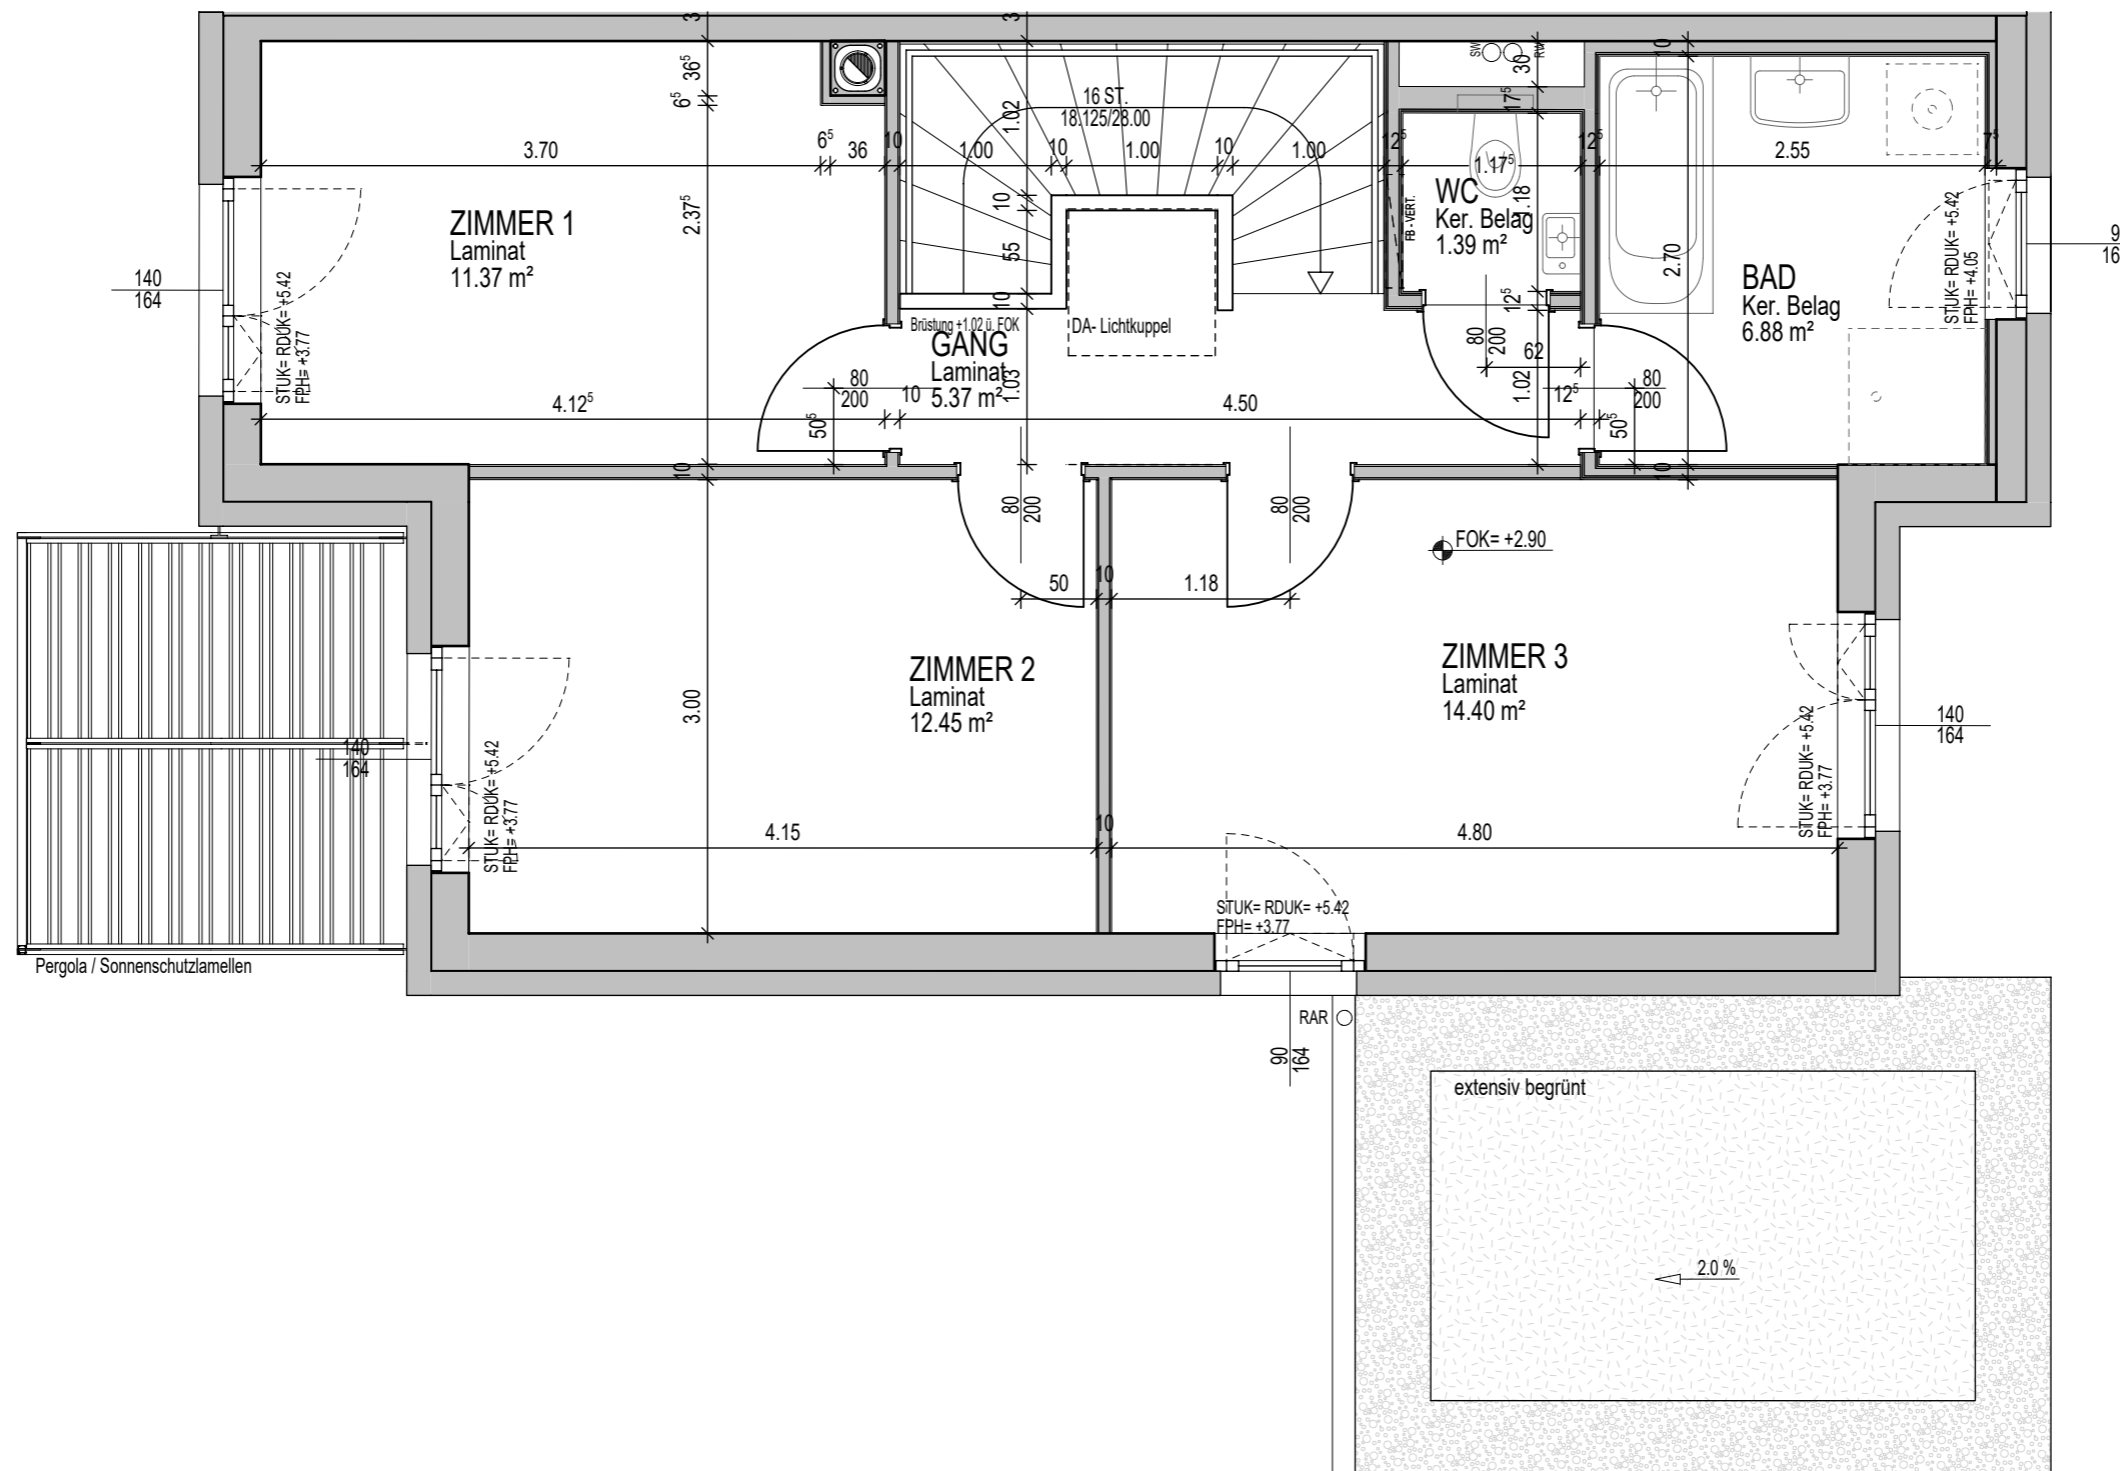 3
3
10
36⁵
6⁵
SW
RW
30
17⁵
16 ST.
18.125/28.00
1.02
3.70
6⁵
36
10
1.00
10
1.00
10
1.00
12⁵
1.17⁵
12⁵
2.55
7⁵
ZIMMER 1
Laminat
11.37 m²
2.37⁵
10
55
10
FB - VERT.
WC
Ker. Belag
1.39 m²
1.18
12⁵
2.70
BAD
Ker. Belag
6.88 m²
STUK= RDUK= +5.42
FPH= +4.05
9
16
140
164
STUK= RDUK= +5.42
FPH= +3.77
Brüstung +1.02 ü. FOK
GANG
Laminat
5.37 m²
1.03
DA- Lichtkuppel
80
200
62
1.02
80
200
10
80
200
12⁵
4.12⁵
4.50
50⁵
50⁵
10
10
80
200
80
200
FOK= +2.90
50
10
1.18
ZIMMER 2
Laminat
12.45 m²
ZIMMER 3
Laminat
14.40 m²
3.00
140
164
140
164
STUK= RDUK= +5.42
FPH= +3.77
STUK= RDUK= +5.42
FPH= +3.77
4.15
10
4.80
STUK= RDUK= +5.42
FPH= +3.77
Pergola / Sonnenschutzlamellen
RAR
90
164
extensiv begrünt
2.0 %